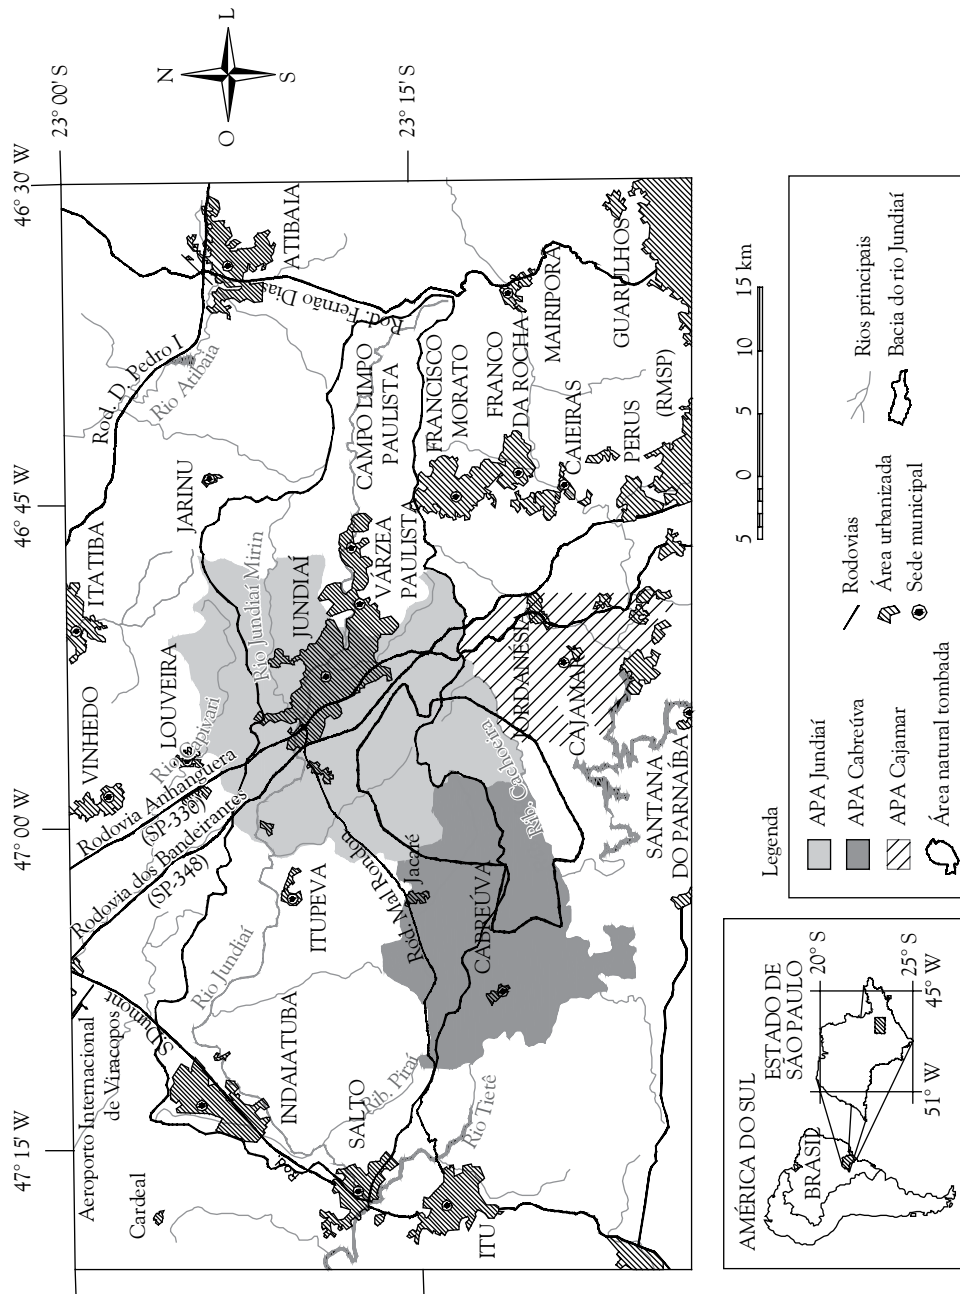 47° 15' W
47° 00' W
46° 45' W
46° 30' W
23° 00' S
23° 15' S
N
S
O
L
Aeroporto Internacional
de Viracopos
Cardeal
S. Dumont
Rod.
Rodovia dos Bandeirantes
(SP-348)
Rodovia Anhanguera
(SP-330)
VINHEDO
LOUVEIRA
Rio Capivari
ITATIBA
JARINU
Rod. D. Pedro I
Rio Atibaia
ATIBAIA
Rod. Fernão Dias
Rio Jundiaí
Rio Jundiaí Mirin
JUNDIAÍ
ITUPEVA
INDAIATUBA
SALTO
Rib. Piraí
Rio Tietê
ITU
Rod. Mal Rondon
Jacaré
CABREÚVA
Rib. Cachoeira
VÁRZEA
PAULISTA
CAMPO LIMPO
PAULISTA
FRANCISCO
MORATO
FRANCO
DA ROCHA
MAIRIPORA
CAIEIRAS
GUARULHOS
PERUS
(RMSP)
JORDANÉSIA
CAJAMAR
SANTANA
DO PARNAÍBA
5 0 5 10 15 km
AMÉRICA DO SUL
BRASIL
ESTADO DE
SÃO PAULO
20° S
25° S
51° W
45° W
Legenda
APA Jundiaí
APA Cabreúva
APA Cajamar
Área natural tombada
Rodovias
Área urbanizada
Sede municipal
Rios principais
Bacia do rio Jundiaí